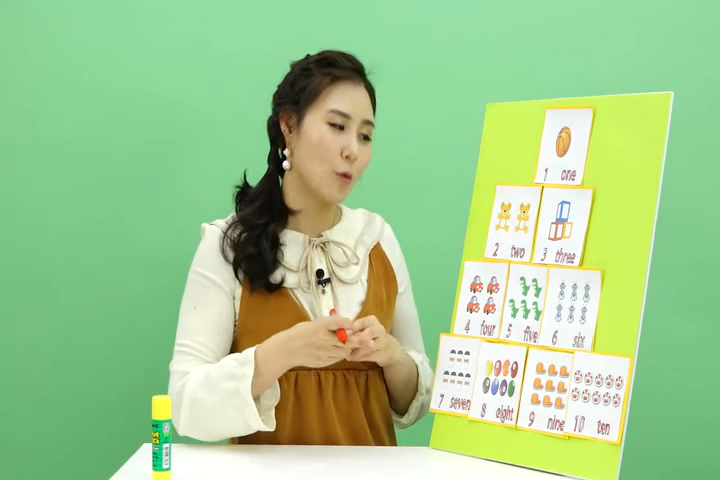 1 one
2 two
3 three
4 four
5 five
6 six
7 seven
8 eight
9 nine
10 ten